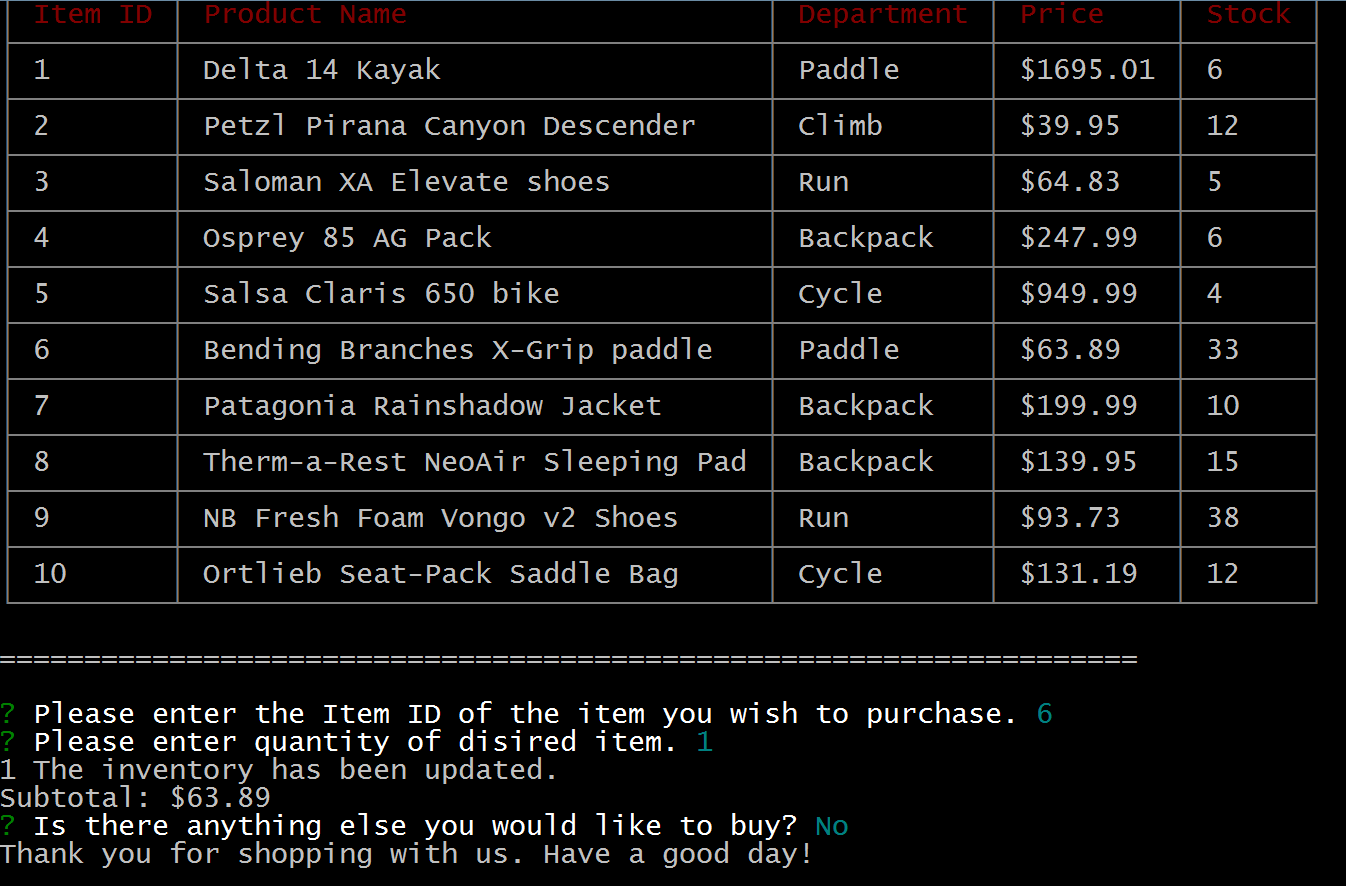 Item ID Product Name Department Price Stock
1 Delta 14 Kayak Paddle $1695.01 6
2 Petzl Pirana Canyon Descender Climb $39.95 12
3 Saloman XA Elevate shoes Run $64.83 5
4 Osprey 85 AG Pack Backpack $247.99 6
5 Salsa Claris 650 bike Cycle $949.99 4
6 Bending Branches X-Grip paddle Paddle $63.89 33
7 Patagonia Rainshadow Jacket Backpack $199.99 10
8 Therm-a-Rest NeoAir Sleeping Pad Backpack $139.95 15
9 NB Fresh Foam Vongo v2 Shoes Run $93.73 38
10 Ortlieb Seat-Pack Saddle Bag Cycle $131.19 12
===================================================================
? Please enter the Item ID of the item you wish to purchase. 6
? Please enter quantity of disired item. 1
1 The inventory has been updated.
Subtotal: $63.89
? Is there anything else you would like to buy? No
Thank you for shopping with us. Have a good day!